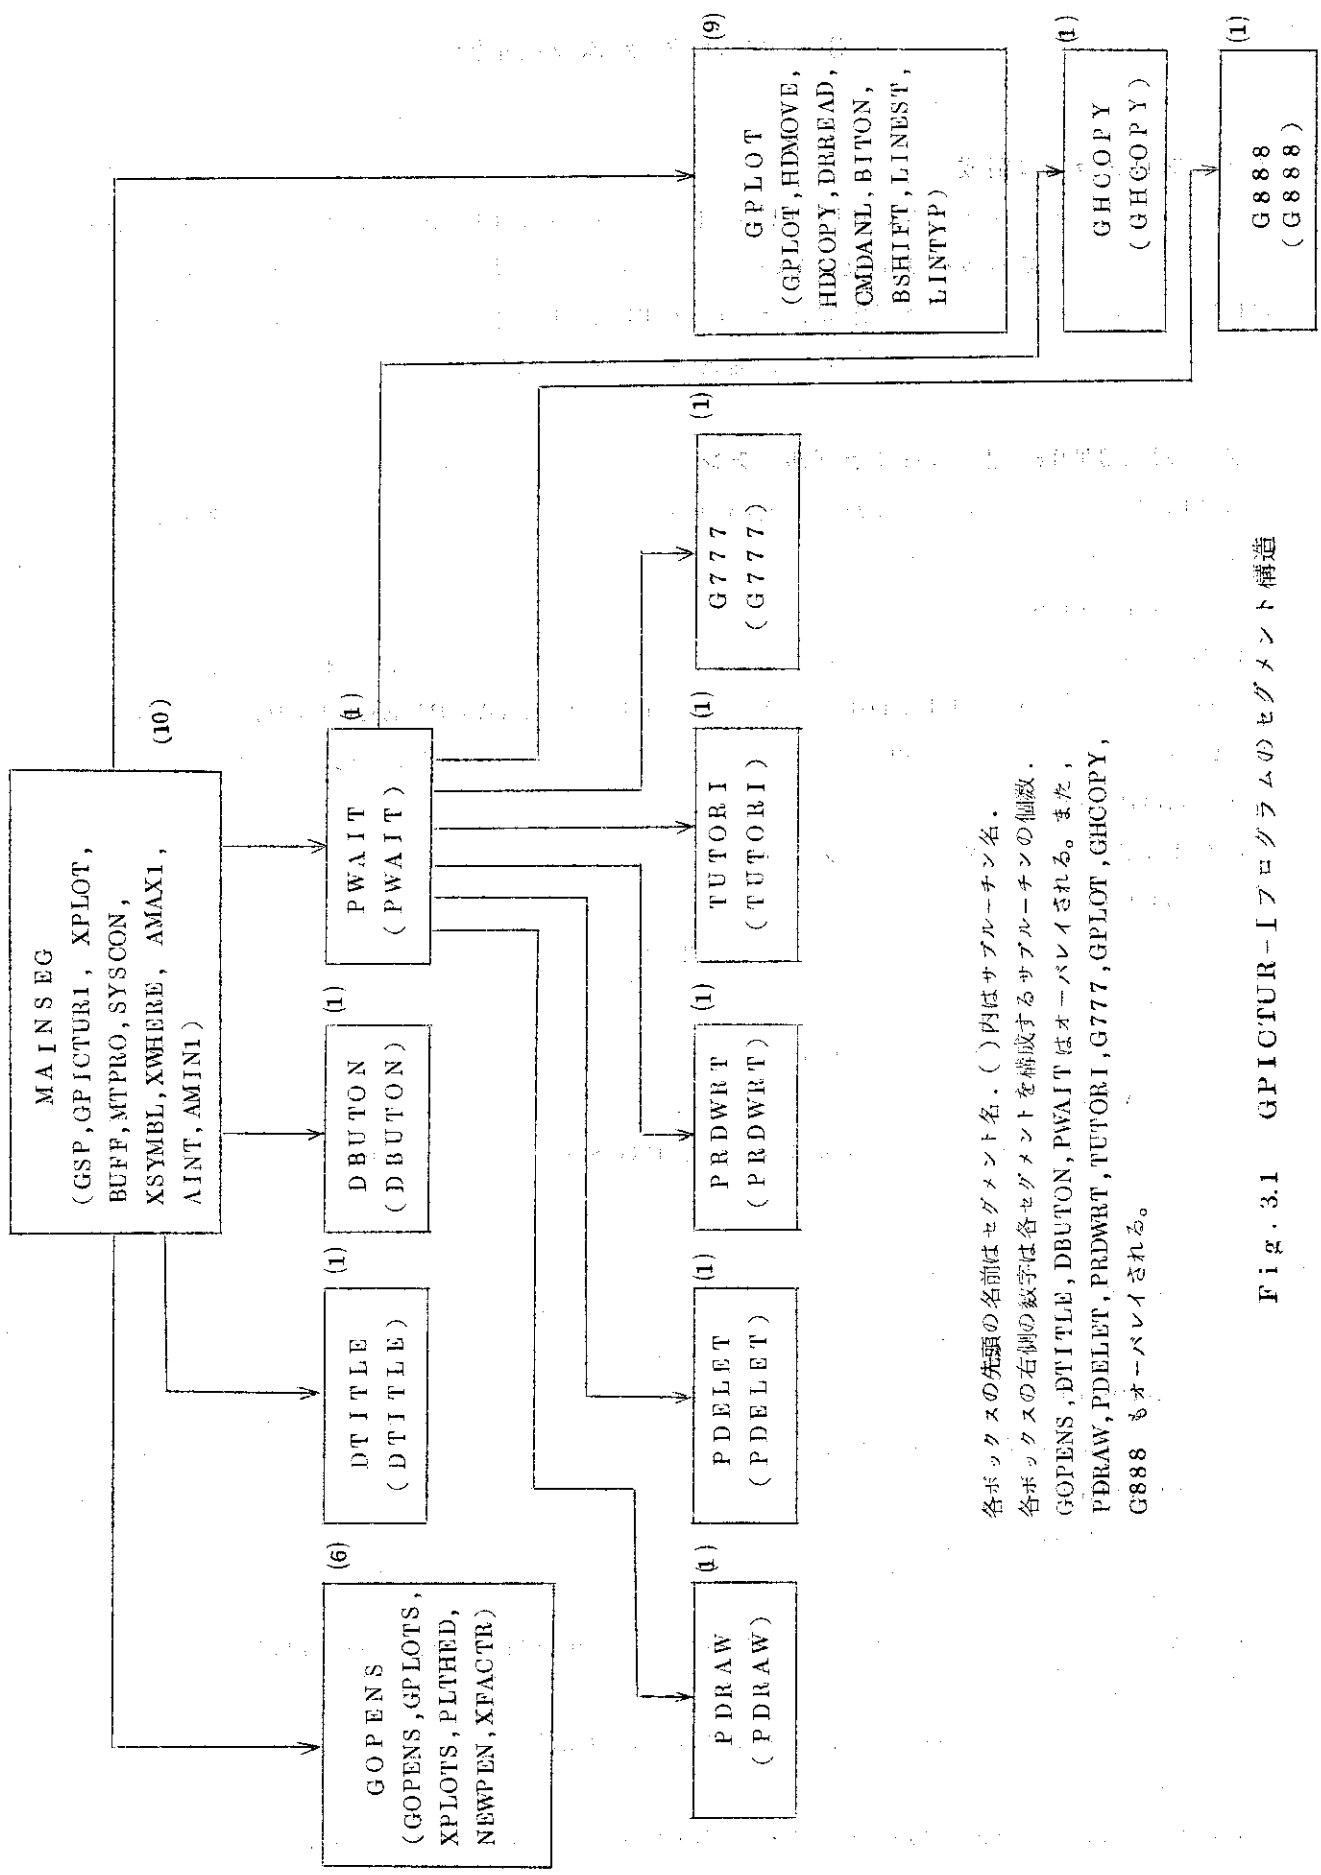 MAINSEG
(GSP,GPICTUR1, XPLOT,
BUFF,MTPRO,SYSCON,
XSYMBL,XWHERE, AMAX1,
AINT,AMIN1)
(10)
GOPENS
(GOPENS,GPLOTS,
XPLOTS,PLTHED,
NEWPEN,XFACTR)
(6)
DTITLE
(DTITLE)
(1)
DBUTON
(DBUTON)
(1)
PWAIT
(PWAIT)
(1)
PDRAW
(PDRAW)
(1)
PDELET
(PDELET)
(1)
PRDWRT
(PRDWRT)
(1)
TUTORI
(TUTORI)
(1)
G777
(G777)
(1)
GPLOT
(GPLOT,HDMOVE,
HDCOPY,DRREAD,
CMDANL,BITON,
BSHIFT,LINEST,
LINTYP)
(9)
GHCOPY
(GHCOPY)
(1)
G888
(G888)
(1)
各ボックスの先頭の名前はセグメント名.()内はサブルーチン名.
各ボックスの右側の数字は各セグメントを構成するサブルーチンの個数.
GOPENS,DTITLE,DBUTON,PWAITはオーバレイされる。また,
PDRAW,PDELET,PRDWRT,TUTORI,G777,GPLOT,GHCOPY,
G888 もオーバレイされる。
Fig. 3.1 GPICTUR-Iプログラムのセグメント構造